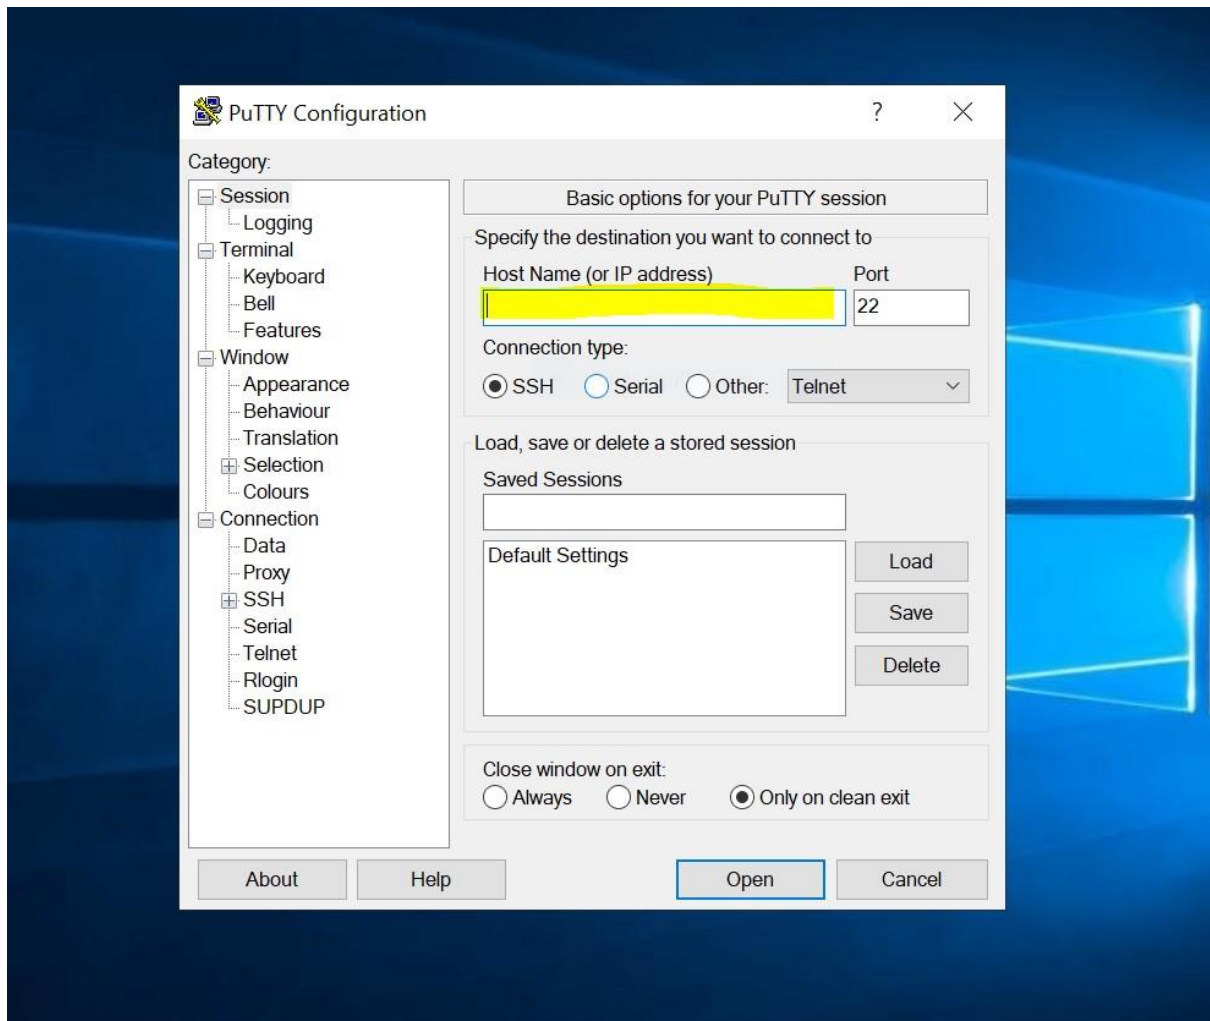 PuTTY Configuration
?
Category:
Session
Logging
Terminal
Keyboard
Bell
Features
Window
Appearance
Behaviour
Translation
Selection
Colours
Connection
Data
Proxy
SSH
Serial
Telnet
Rlogin
SUPDUP
Basic options for your PuTTY session
Specify the destination you want to connect to
Host Name (or IP address) Port
22
Connection type:
SSH Serial Other: Telnet
Load, save or delete a stored session
Saved Sessions
Default Settings
Load
Save
Delete
Close window on exit:
Always Never Only on clean exit
About Help Open Cancel